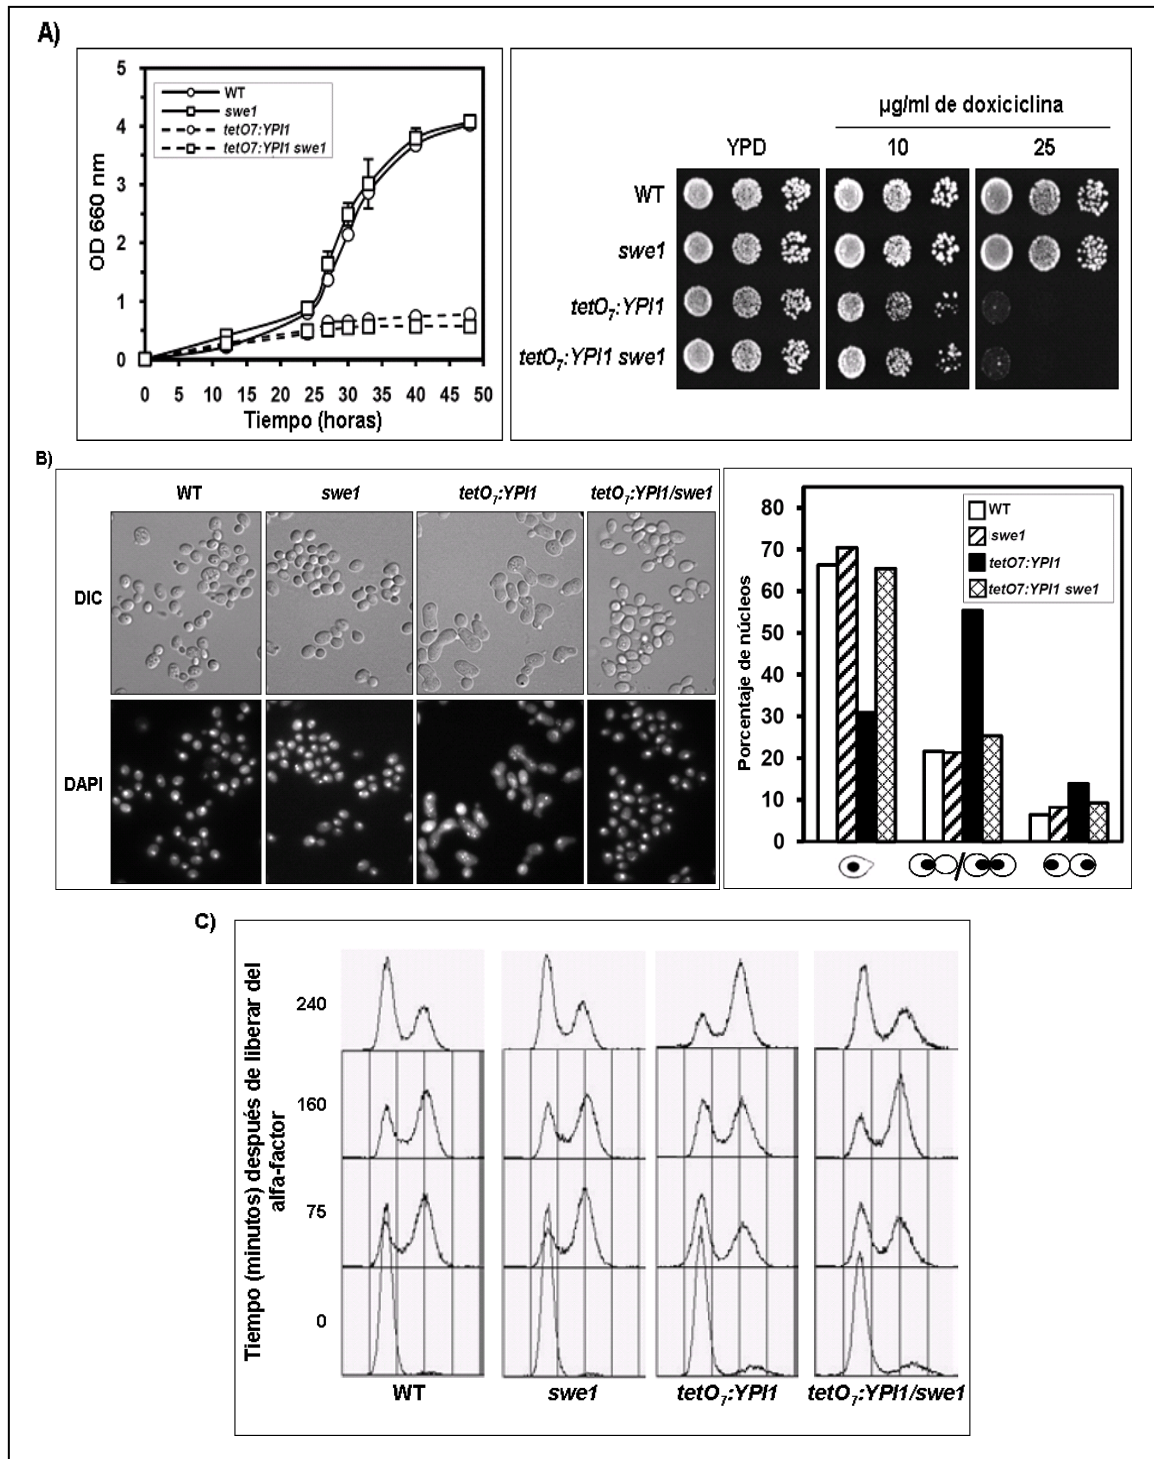 A)
5
4
3
2
1
0
OD 660 nm
WT
swe1
tetO7:YPI1
tetO7:YPI1 swe1
0 5 10 15 20 25 30 35 40 45 50
Tiempo (horas)
µg/ml de doxiciclina
YPD 10 25
WT
swe1
tetO7:YPI1
tetO7:YPI1 swe1
B)
WT swe1 tetO7:YPI1 tetO7:YPI1/swe1
DIC
DAPI
80
70
60
50
40
30
20
10
0
Porcentaje de núcleos
WT
swe1
tetO7:YPI1
tetO7:YPI1 swe1
/
C)
Tiempo (minutos) después de liberar del
alfa-factor
240
160
75
0
WT swe1 tetO7:YPI1 tetO7:YPI1/swe1